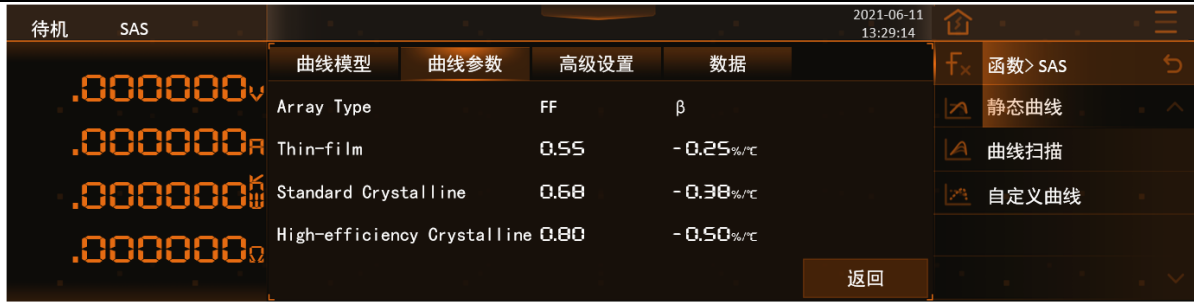 待机 SAS 2021-06-11
13:29:14
.000000V
.000000A
.000000KW
.000000Ω
曲线模型 曲线参数 高级设置 数据
Array Type FF β
Thin-film 0.55 -0.25%/℃
Standard Crystalline 0.68 -0.38%/℃
High-efficiency Crystalline 0.80 -0.50%/℃
返回
fx 函数> SAS
静态曲线
曲线扫描
自定义曲线